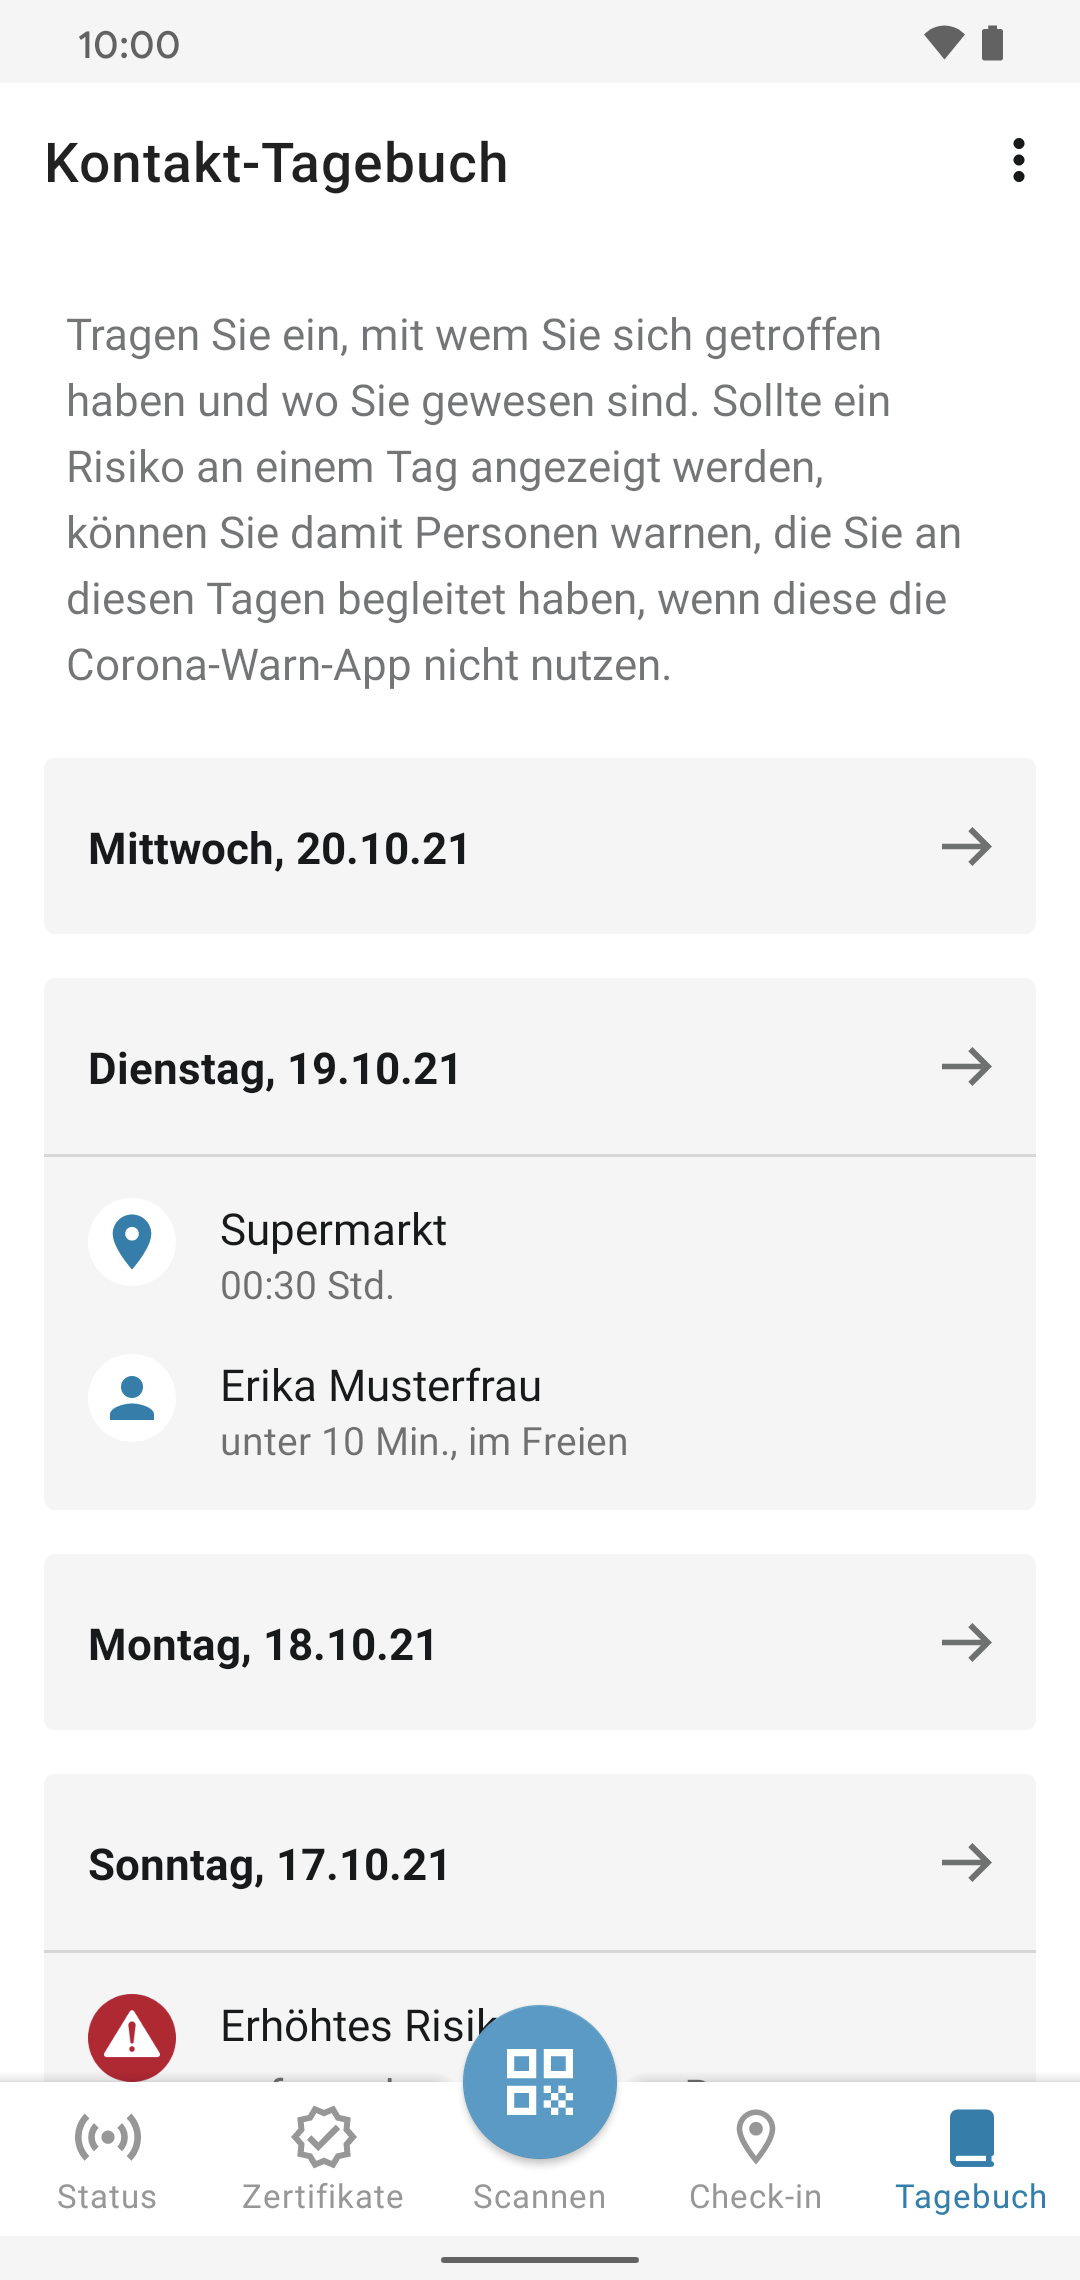 10:00
Kontakt-Tagebuch
Tragen Sie ein, mit wem Sie sich getroffen
haben und wo Sie gewesen sind. Sollte ein
Risiko an einem Tag angezeigt werden,
können Sie damit Personen warnen, die Sie an
diesen Tagen begleitet haben, wenn diese die
Corona-Warn-App nicht nutzen.
Mittwoch, 20.10.21
Dienstag, 19.10.21
Supermarkt
00:30 Std.
Erika Musterfrau
unter 10 Min., im Freien
Montag, 18.10.21
Sonntag, 17.10.21
Erhöhtes
Status
Zertifikate
Scannen
Check-in
Tagebuch